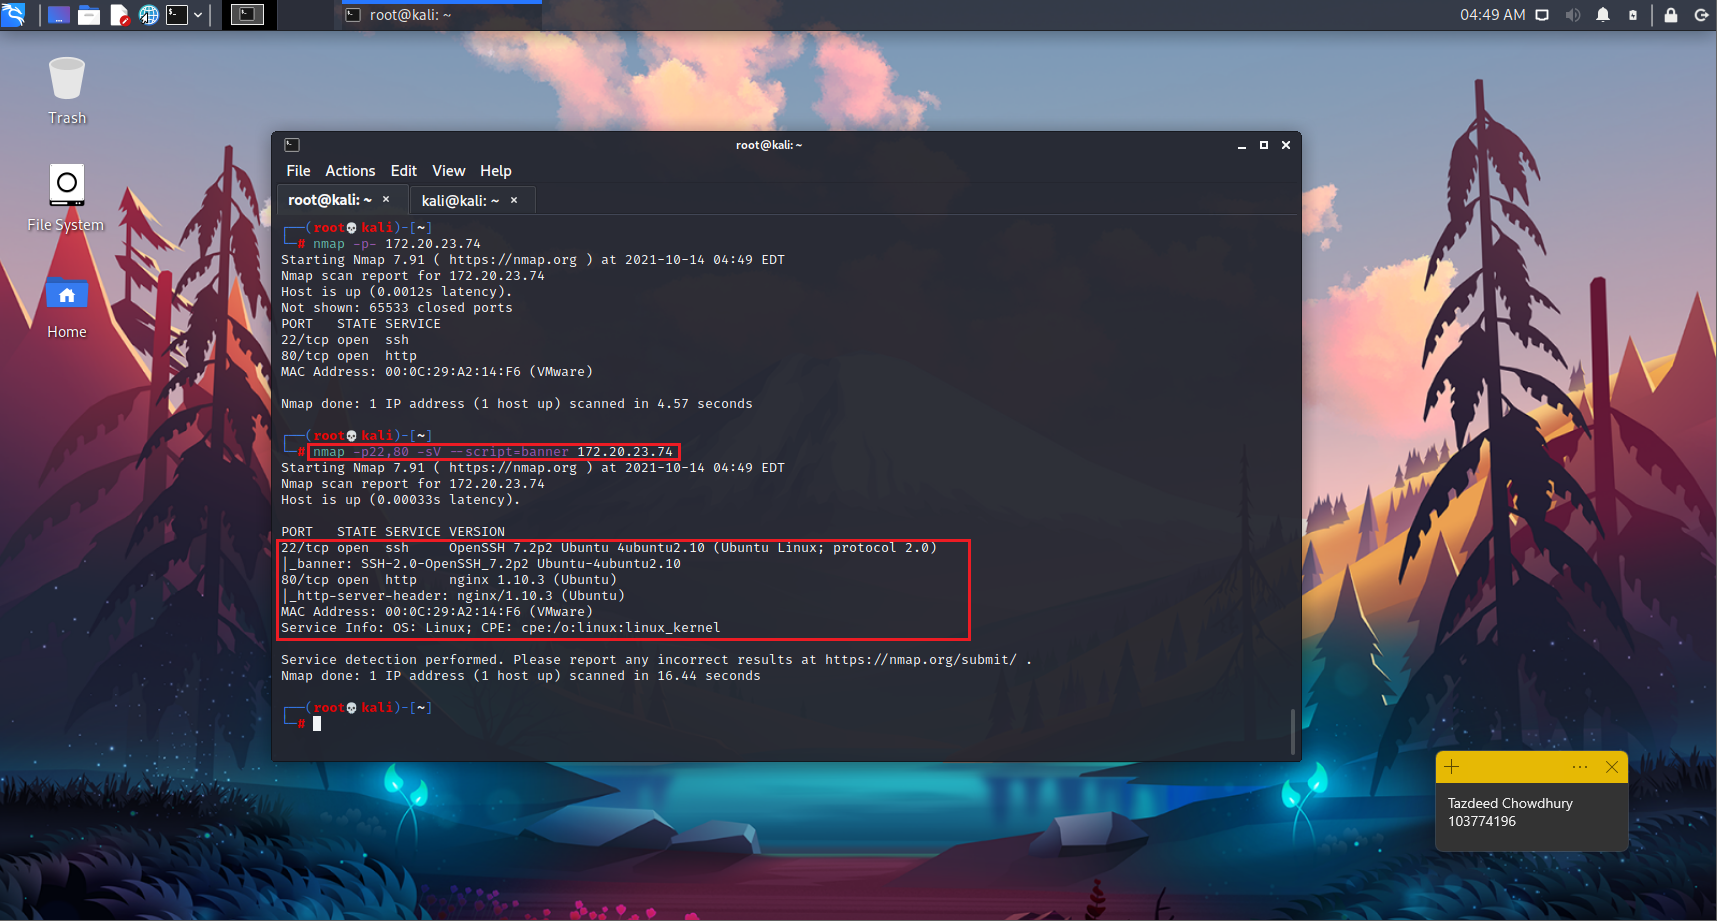 root@kali: ~
04:49 AM
Trash
File System
Home
root@kali: ~
File Actions Edit View Help
root@kali: ~ × kali@kali: ~ ×
┌──(root💀kali)-[~]
└─# nmap -p- 172.20.23.74
Starting Nmap 7.91 ( https://nmap.org ) at 2021-10-14 04:49 EDT
Nmap scan report for 172.20.23.74
Host is up (0.0012s latency).
Not shown: 65533 closed ports
PORT   STATE SERVICE
22/tcp open  ssh
80/tcp open  http
MAC Address: 00:0C:29:A2:14:F6 (VMware)
Nmap done: 1 IP address (1 host up) scanned in 4.57 seconds
┌──(root💀kali)-[~]
└─# nmap -p22,80 -sV --script=banner 172.20.23.74
Starting Nmap 7.91 ( https://nmap.org ) at 2021-10-14 04:49 EDT
Nmap scan report for 172.20.23.74
Host is up (0.00033s latency).
PORT   STATE SERVICE VERSION
22/tcp open  ssh     OpenSSH 7.2p2 Ubuntu 4ubuntu2.10 (Ubuntu Linux; protocol 2.0)
|_banner: SSH-2.0-OpenSSH_7.2p2 Ubuntu-4ubuntu2.10
80/tcp open  http    nginx 1.10.3 (Ubuntu)
|_http-server-header: nginx/1.10.3 (Ubuntu)
MAC Address: 00:0C:29:A2:14:F6 (VMware)
Service Info: OS: Linux; CPE: cpe:/o:linux:linux_kernel
Service detection performed. Please report any incorrect results at https://nmap.org/submit/ .
Nmap done: 1 IP address (1 host up) scanned in 16.44 seconds
┌──(root💀kali)-[~]
└─#
Tazdeed Chowdhury
103774196